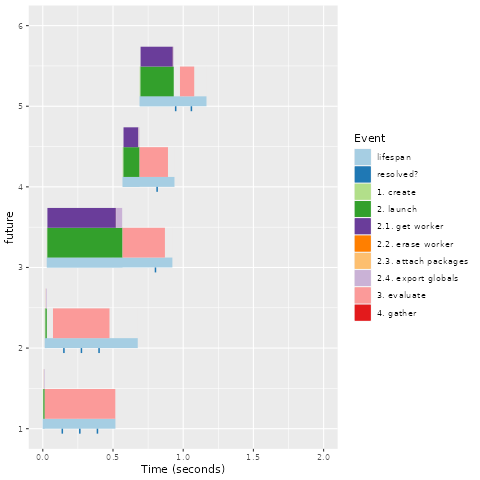 6
5
4
3
2
1
future
0.0 0.5 1.0 1.5 2.0
Time (seconds)
Event
lifespan
resolved?
1. create
2. launch
2.1. get worker
2.2. erase worker
2.3. attach packages
2.4. export globals
3. evaluate
4. gather